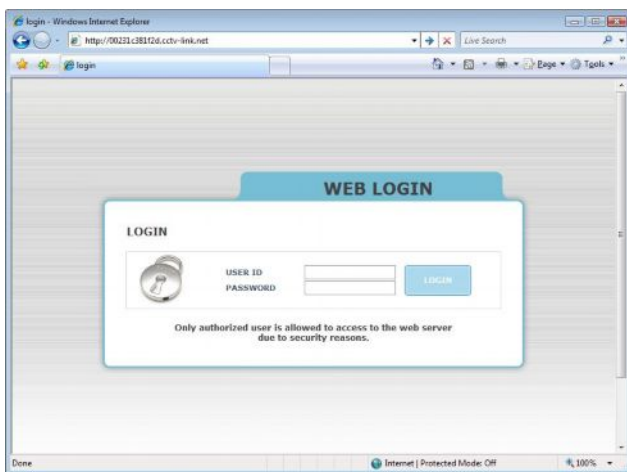 login - Windows Internet Explorer
http://00231c381f2d.cctv-link.net
Live Search
login
Page
Tools
WEB LOGIN
LOGIN
USER ID
PASSWORD
LOGIN
Only authorized user is allowed to access to the web server
due to security reasons.
Done
Internet | Protected Mode: Off
100%